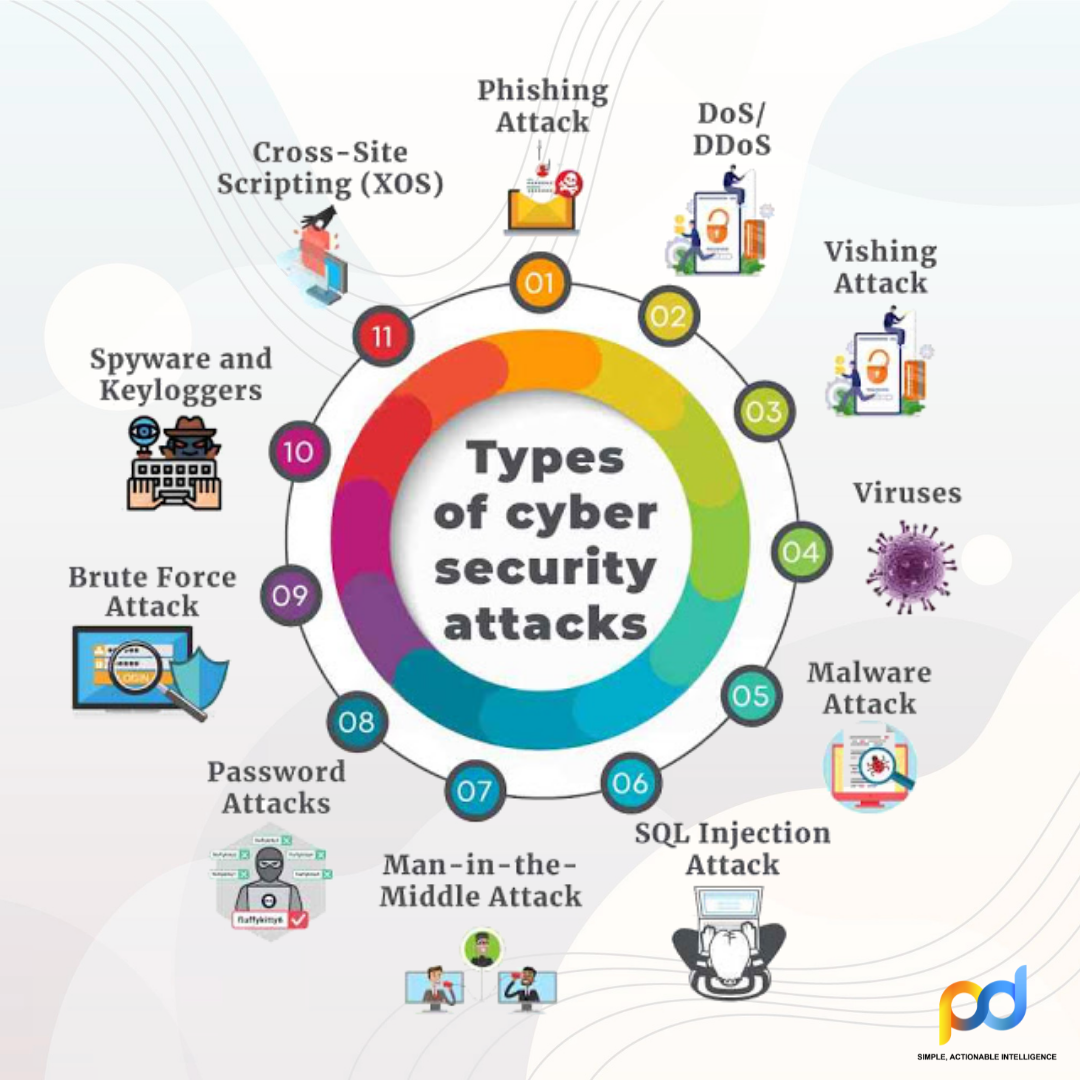 Types
of cyber
security
attacks
01
Phishing
Attack
02
DoS/
DDoS
03
Vishing
Attack
04
Viruses
05
Malware
Attack
06
SQL Injection
Attack
07
Man-in-the-
Middle Attack
08
Password
Attacks
fluffykitty6
09
Brute Force
Attack
LOGIN
10
Spyware and
Keyloggers
11
Cross-Site
Scripting (XOS)
pd
SIMPLE, ACTIONABLE INTELLIGENCE